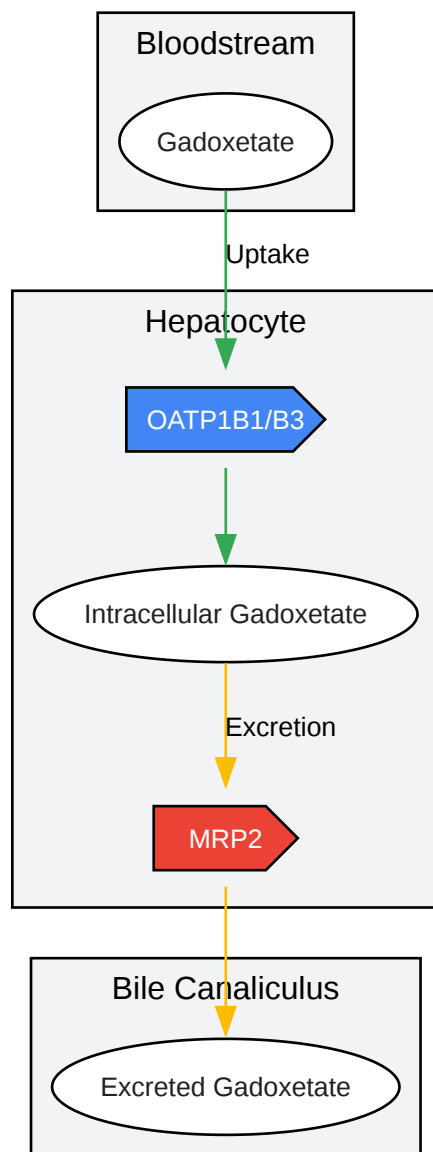 Bloodstream
Gadoxetate
Uptake
Hepatocyte
OATP1B1/B3
Intracellular Gadoxetate
Excretion
MRP2
Bile Canaliculus
Excreted Gadoxetate